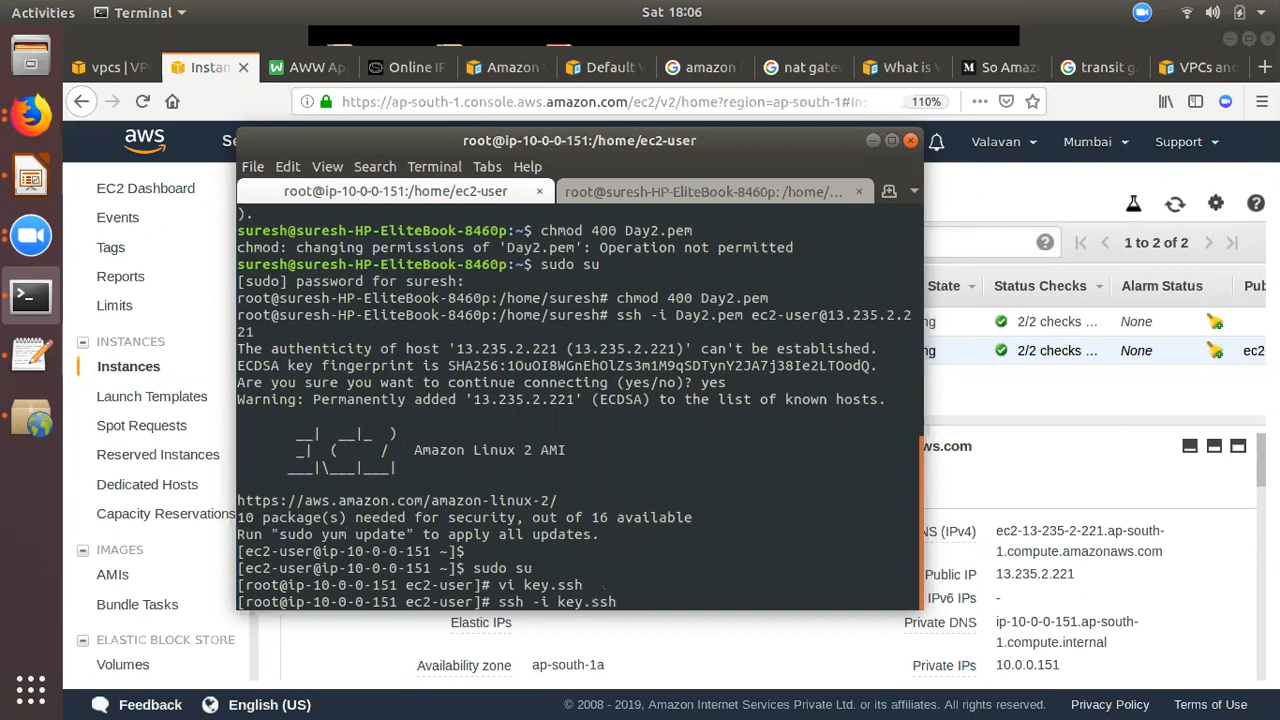 Activities Terminal Sat 18:06
vpcs | VP Instan AWW Ap Online IP Amazon Default V amazon nat gate What is V So Amaz transit g VPCs and
https://ap-south-1.console.aws.amazon.com/ec2/v2/home?region=ap-south-1#Ins 110%
aws Se Valavan Mumbai Support
root@ip-10-0-0-151:/home/ec2-user
File Edit View Search Terminal Tabs Help
root@ip-10-0-0-151:/home/ec2-user root@suresh-HP-EliteBook-8460p: /home/...
EC2 Dashboard
Events
Tags
Reports
Limits
INSTANCES
Instances
Launch Templates
Spot Requests
Reserved Instances
Dedicated Hosts
Capacity Reservations
IMAGES
AMIs
Bundle Tasks
ELASTIC BLOCK STORE
Volumes
).
suresh@suresh-HP-EliteBook-8460p:~$ chmod 400 Day2.pem
chmod: changing permissions of 'Day2.pem': Operation not permitted
suresh@suresh-HP-EliteBook-8460p:~$ sudo su
[sudo] password for suresh:
root@suresh-HP-EliteBook-8460p:/home/suresh# chmod 400 Day2.pem
root@suresh-HP-EliteBook-8460p:/home/suresh# ssh -i Day2.pem ec2-user@13.235.2.2
21
The authenticity of host '13.235.2.221 (13.235.2.221)' can't be established.
ECDSA key fingerprint is SHA256:1OuOI8WGnEhOlZs3m1M9qSDTynY2JA7j38Ie2LTOodQ.
Are you sure you want to continue connecting (yes/no)? yes
Warning: Permanently added '13.235.2.221' (ECDSA) to the list of known hosts.
__| __|_ )
_| ( / Amazon Linux 2 AMI
___|\___|___|
https://aws.amazon.com/amazon-linux-2/
10 package(s) needed for security, out of 16 available
Run "sudo yum update" to apply all updates.
[ec2-user@ip-10-0-0-151 ~]$
[ec2-user@ip-10-0-0-151 ~]$ sudo su
[root@ip-10-0-0-151 ec2-user]# vi key.ssh
[root@ip-10-0-0-151 ec2-user]# ssh -i key.ssh
1 to 2 of 2
State Status Checks Alarm Status Pub
ng 2/2 checks ... None
ng 2/2 checks ... None ec2-
ws.com
NS (IPv4) ec2-13-235-2-221.ap-south-
1.compute.amazonaws.com
Public IP 13.235.2.221
IPv6 IPs -
Elastic IPs Private DNS ip-10-0-0-151.ap-south-
1.compute.internal
Availability zone ap-south-1a Private IPs 10.0.0.151
Feedback English (US) © 2008 - 2019, Amazon Internet Services Private Ltd. or its affiliates. All rights reserved. Privacy Policy Terms of Use